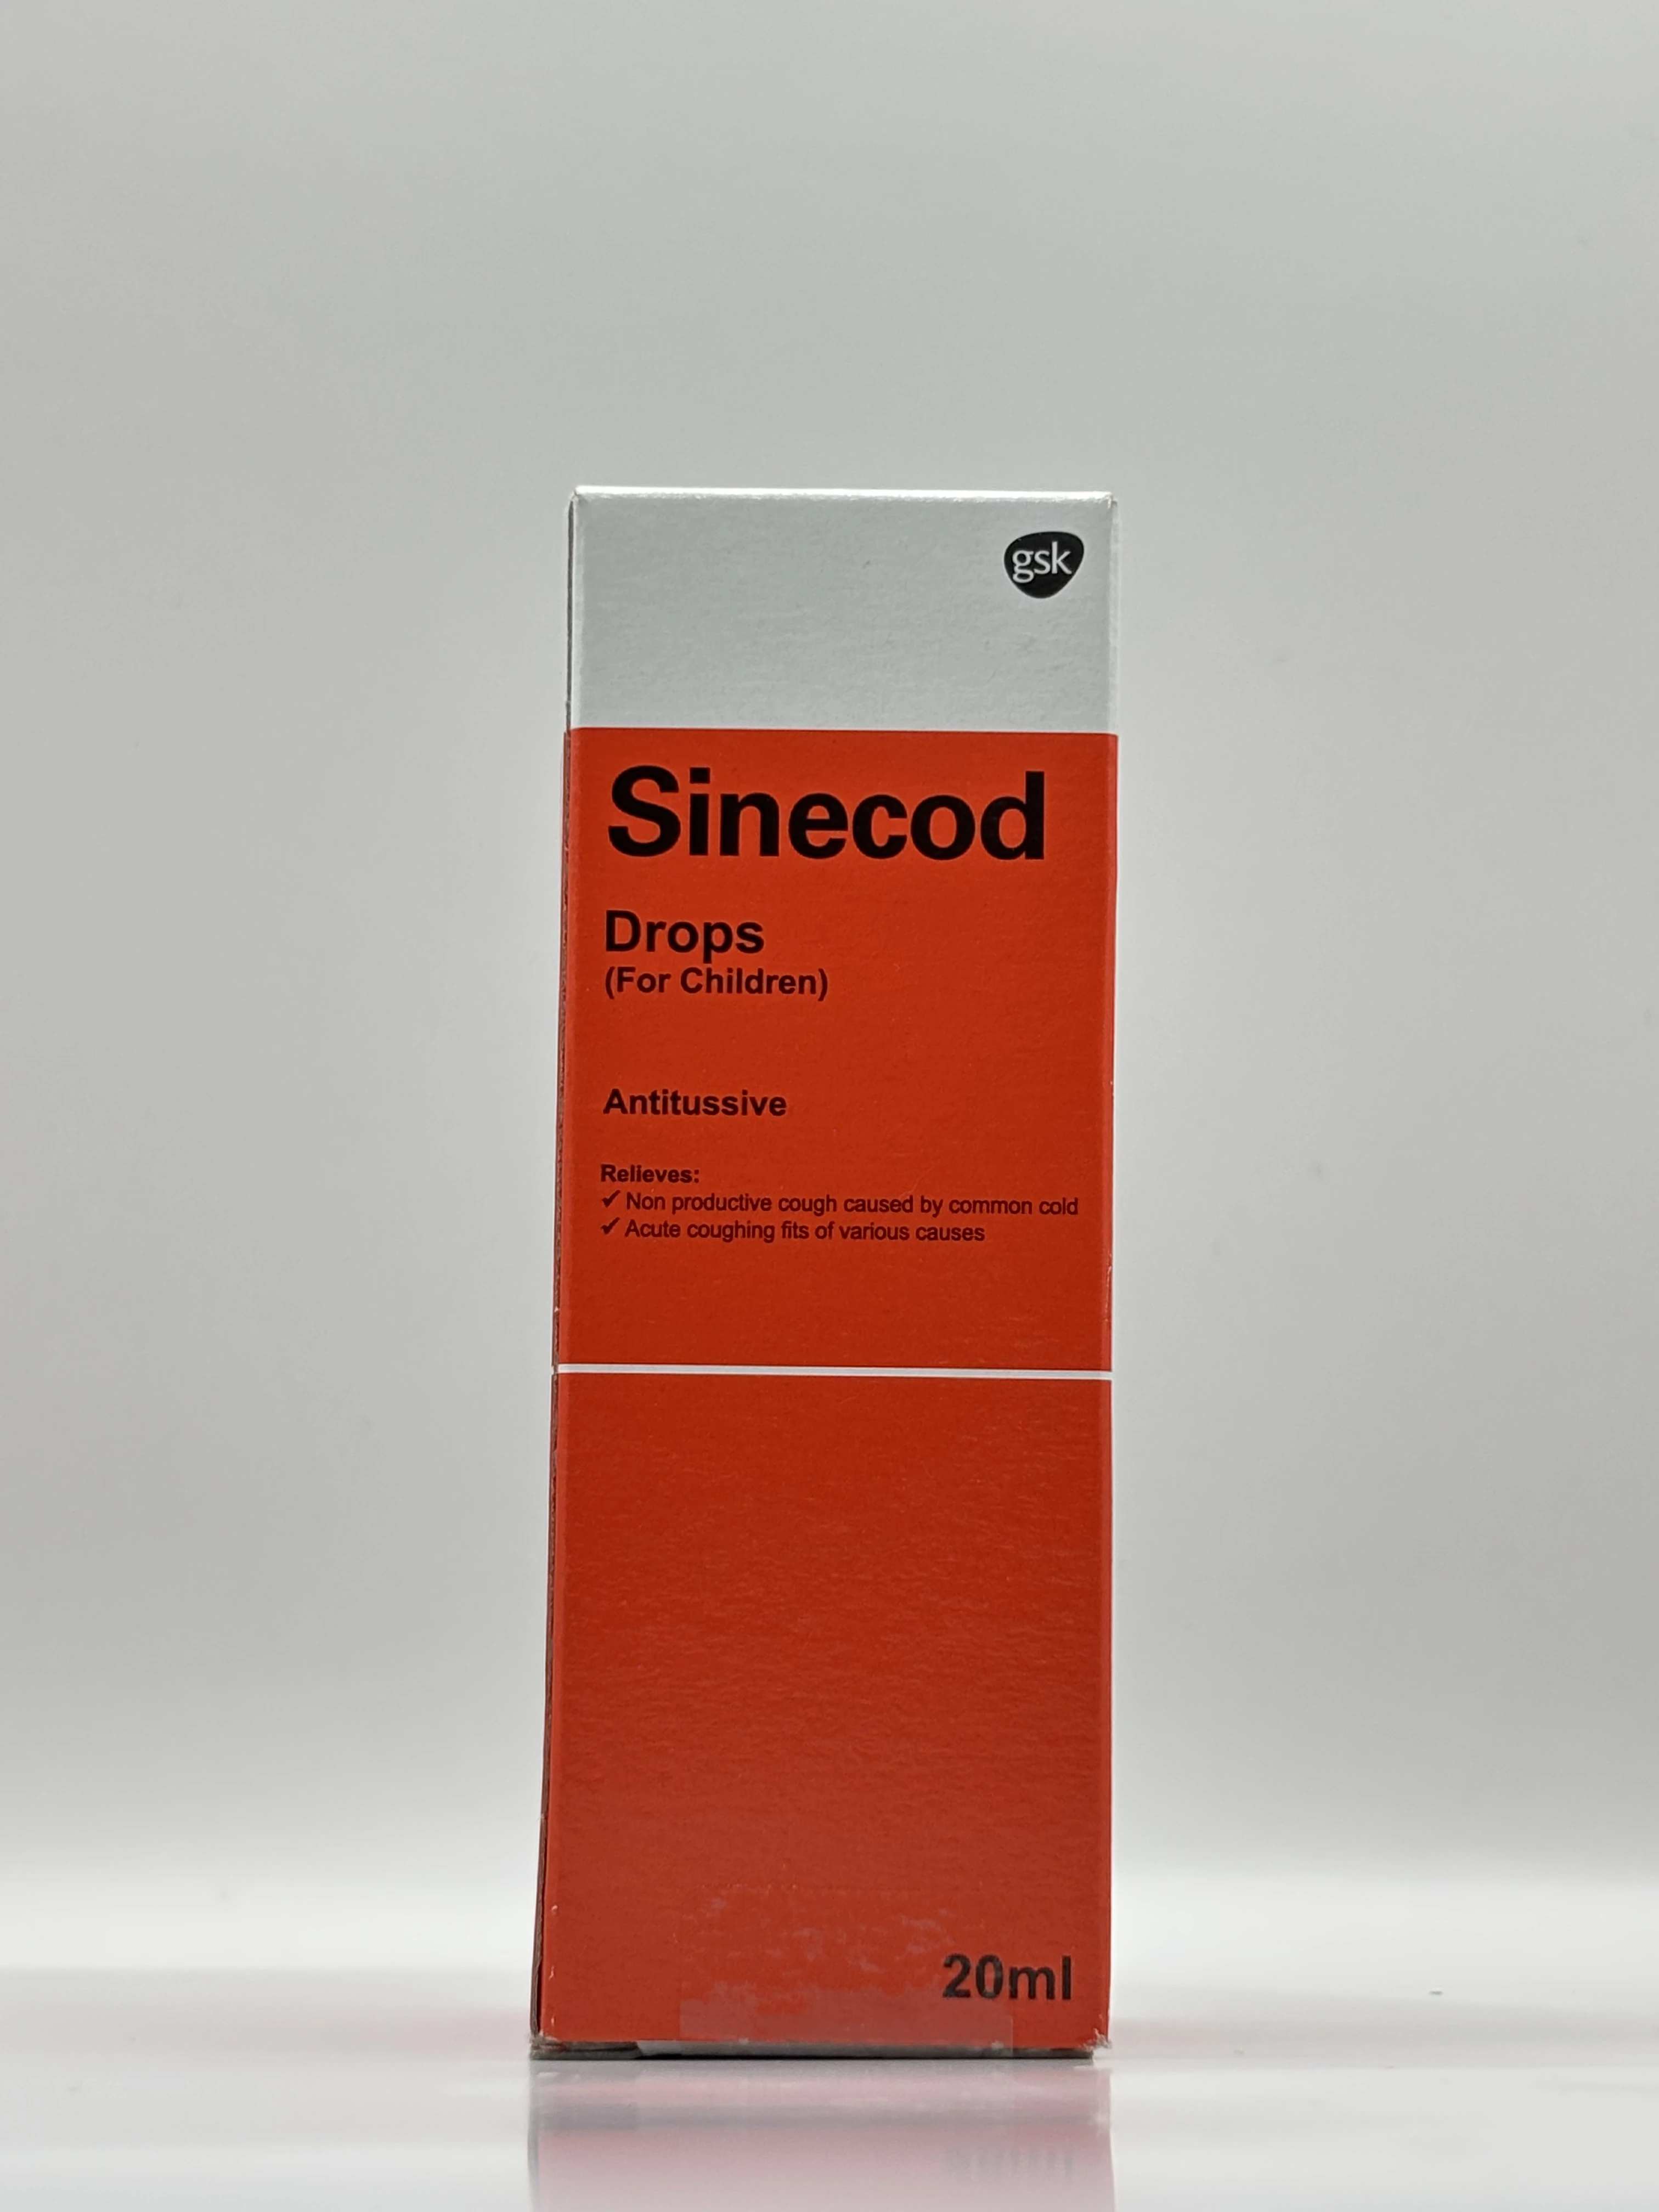 gsk
Sinecod
Drops
(For Children)
Antitussive
Relieves:
✓ Non productive cough caused by common cold
✓ Acute coughing fits of various causes
20ml